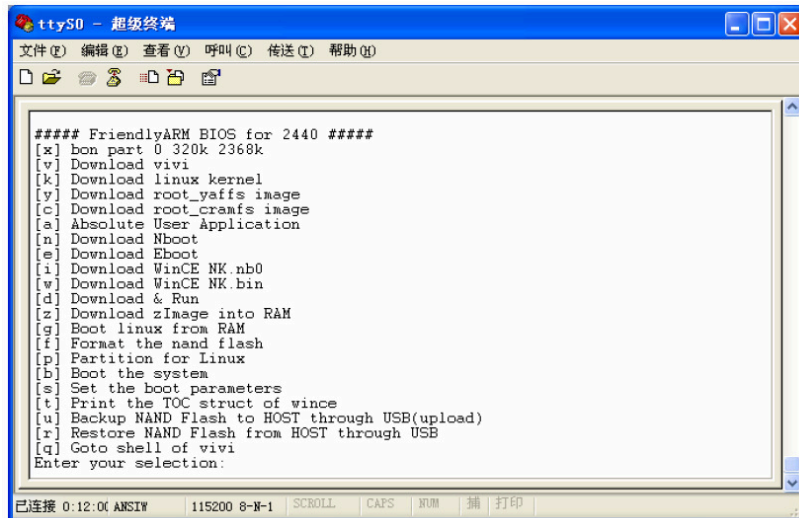 ttyS0 - 超级终端
文件(F) 编辑(E) 查看(V) 呼叫(C) 传送(T) 帮助(H)
##### FriendlyARM BIOS for 2440 #####
[x] bon part 0 320k 2368k
[v] Download vivi
[k] Download linux kernel
[y] Download root_yaffs image
[c] Download root_cramfs image
[a] Absolute User Application
[n] Download Nboot
[e] Download Eboot
[i] Download WinCE NK.nb0
[w] Download WinCE NK.bin
[d] Download & Run
[z] Download zImage into RAM
[g] Boot linux from RAM
[f] Format the nand flash
[p] Partition for Linux
[b] Boot the system
[s] Set the boot parameters
[t] Print the TOC struct of wince
[u] Backup NAND Flash to HOST through USB(upload)
[r] Restore NAND Flash from HOST through USB
[q] Goto shell of vivi
Enter your selection:
已连接 0:12:0( ANSIW 115200 8-N-1 SCROLL CAPS NUM 捕 打印